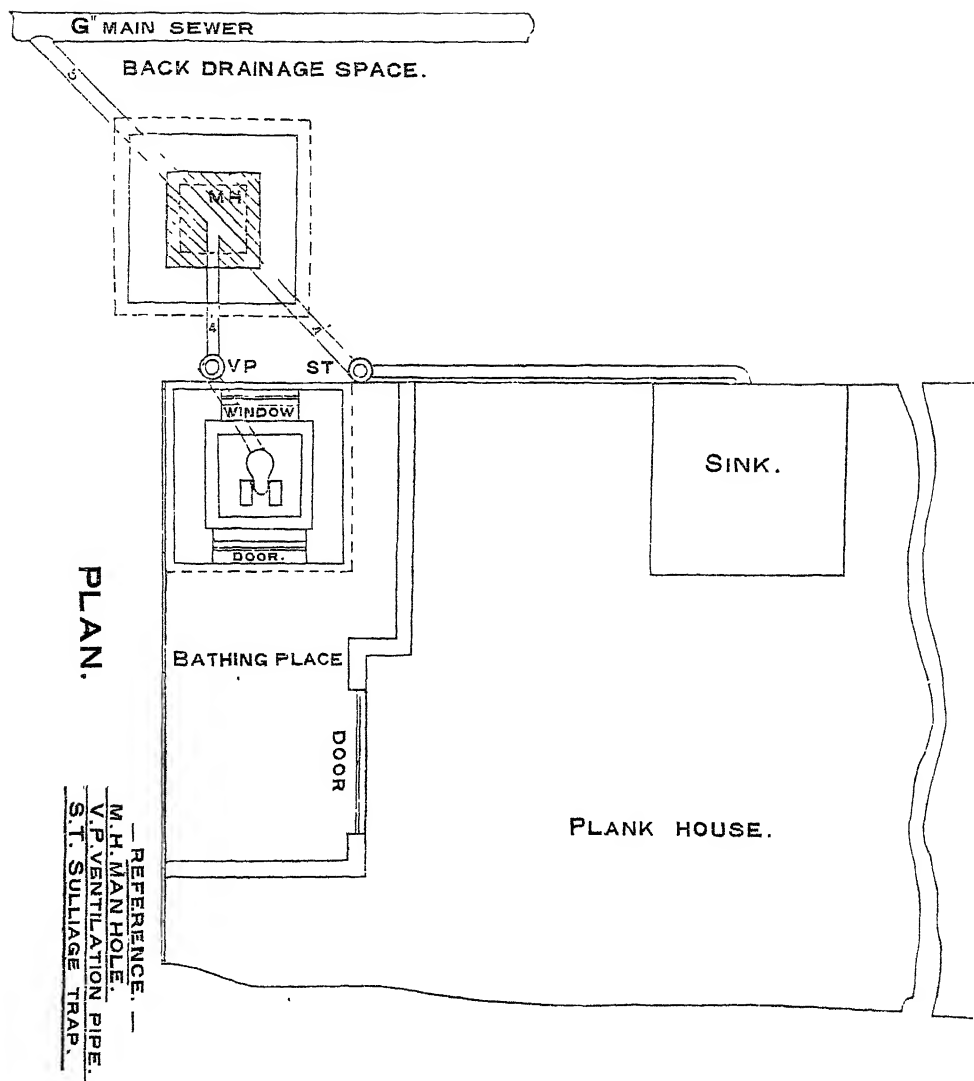 G" MAIN SEWER
BACK DRAINAGE SPACE.
M H
4
V P
ST
WINDOW
DOOR.
SINK.
BATHING PLACE
DOOR
PLANK HOUSE.
PLAN.
— REFERENCE. —
M. H. MAN HOLE.
V. P. VENTILATION PIPE.
S. T. SULLIAGE TRAP.